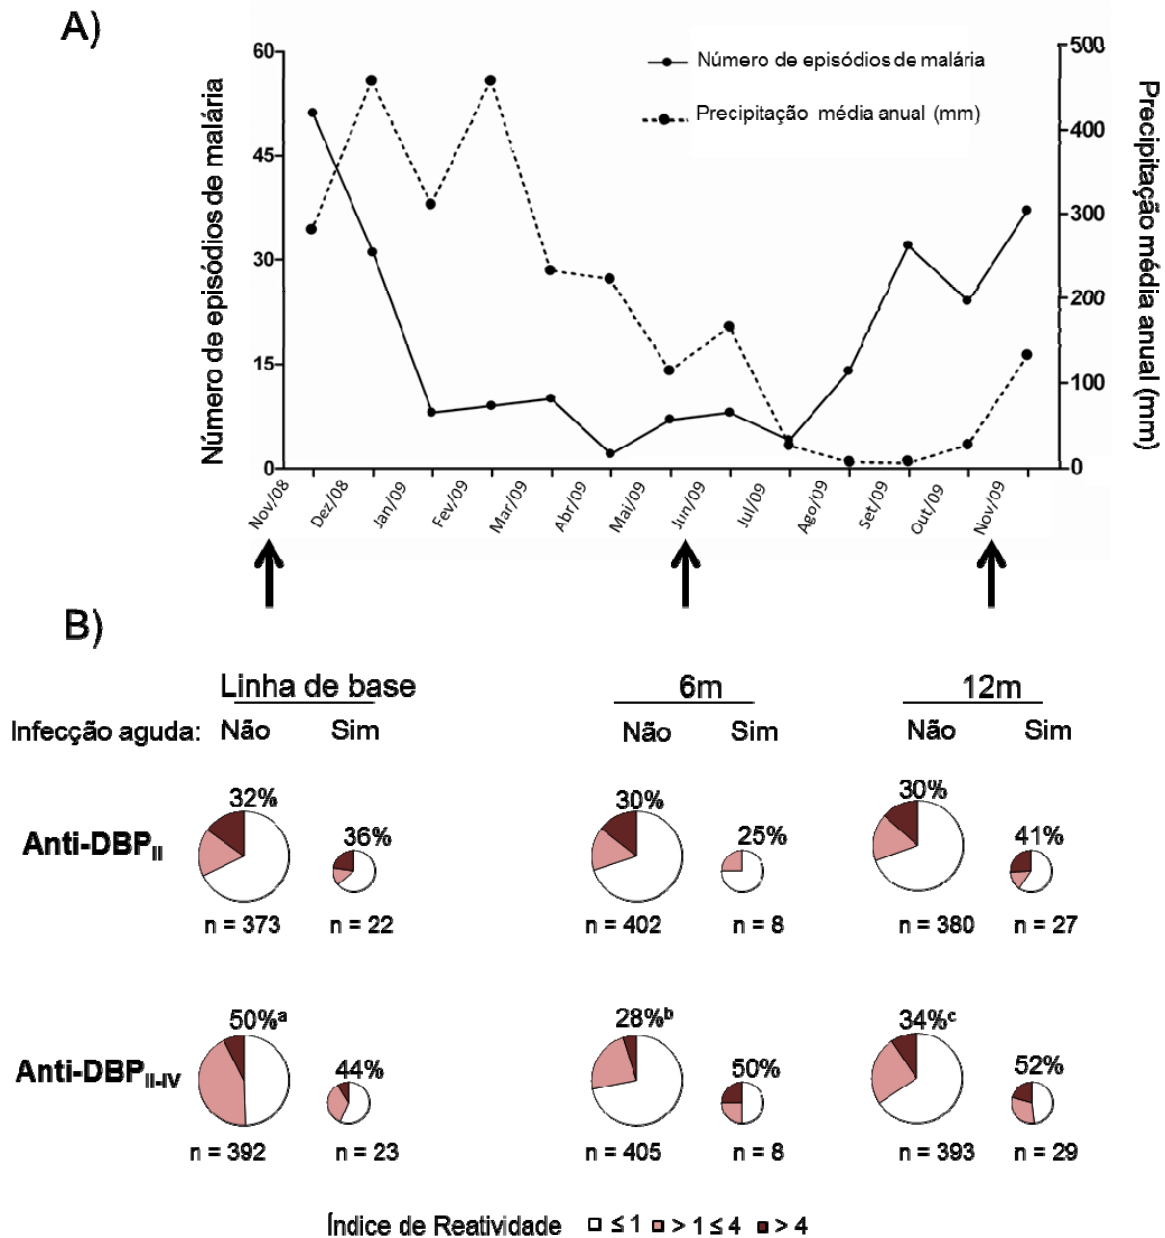 A)
Número de episódios de malária
60
45
30
15
0
Número de episódios de malária
Precipitação média anual (mm)
500
400
300
200
100
0
Precipitação média anual (mm)
Nov/08 Dez/08 Jan/09 Fev/09 Mar/09 Abr/09 Mai/09 Jun/09 Jul/09 Ago/09 Set/09 Out/09 Nov/09
B)
Linha de base 6m 12m
Infecção aguda: Não Sim Não Sim Não Sim
32% 36% 30% 25% 30% 41%
Anti-DBPII
n = 373 n = 22 n = 402 n = 8 n = 380 n = 27
50%a 44% 28%b 50% 34%c 52%
Anti-DBPII-IV
n = 392 n = 23 n = 405 n = 8 n = 393 n = 29
Índice de Reatividade ≤ 1 > 1 ≤ 4 > 4